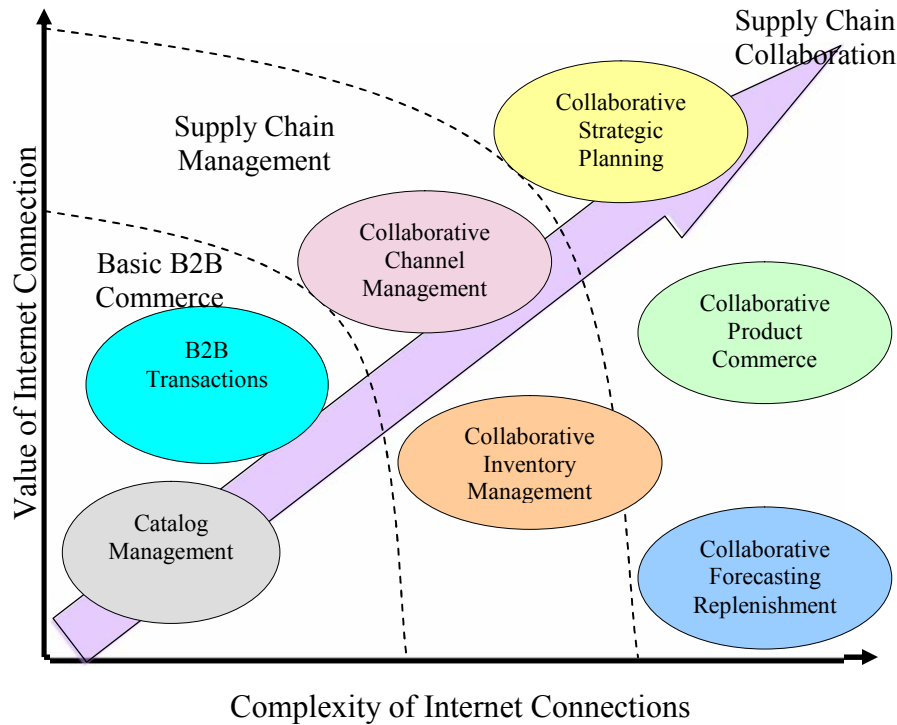 Supply Chain
Collaboration
Collaborative
Strategic
Planning
Supply Chain
Management
Collaborative
Channel
Management
Basic B2B
Commerce
Collaborative
Product
Commerce
B2B
Transactions
Collaborative
Inventory
Management
Catalog
Management
Collaborative
Forecasting
Replenishment
Value of Internet Connection
Complexity of Internet Connections